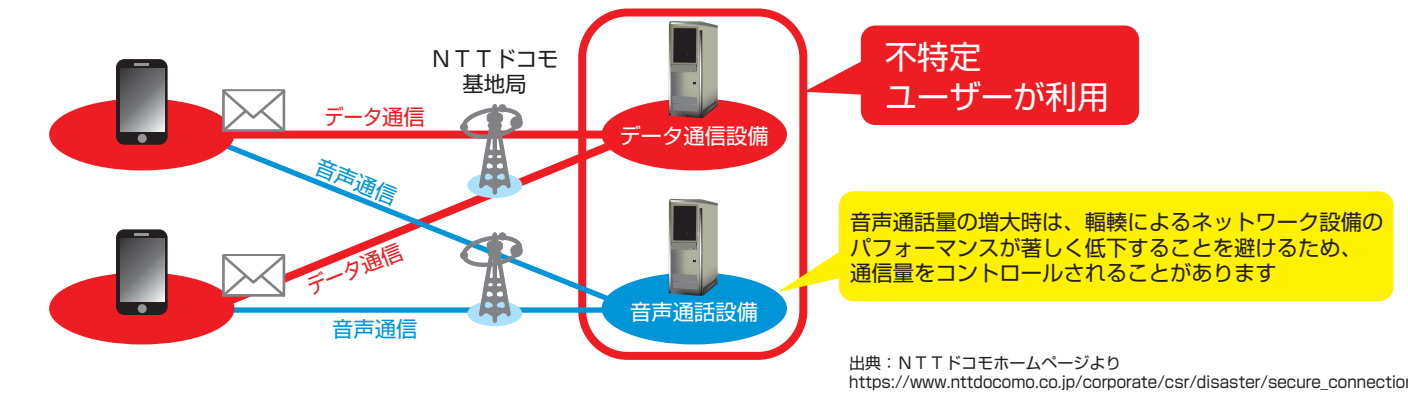 ＮＴＴドコモ
基地局
データ通信
音声通信
データ通信
音声通信
データ通信設備
音声通話設備
不特定
ユーザーが利用
音声通話量の増大時は、輻輳によるネットワーク設備の
パフォーマンスが著しく低下することを避けるため、
通信量をコントロールされることがあります
出典：ＮＴＴドコモホームページより
https://www.nttdocomo.co.jp/corporate/csr/disaster/secure_connection